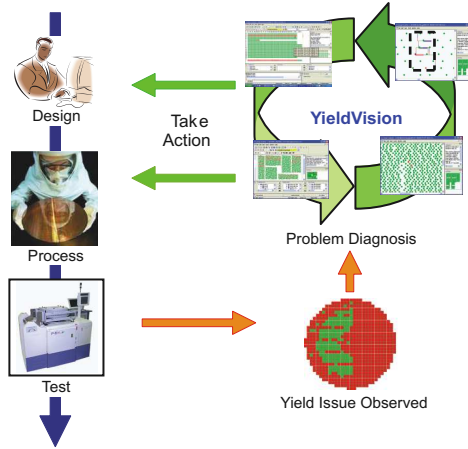 YieldVision
Design
Take
Action
Process
Problem Diagnosis
Test
Yield Issue Observed